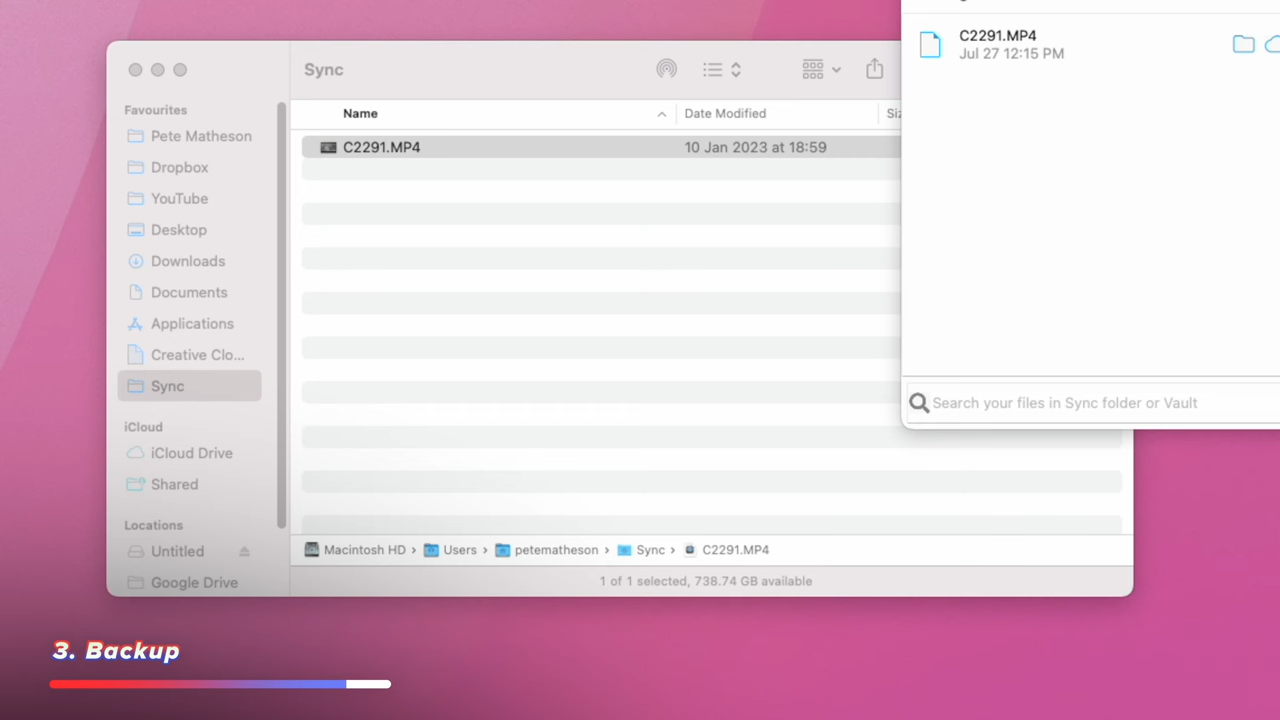 Sync
Favourites
Pete Matheson
Dropbox
YouTube
Desktop
Downloads
Documents
Applications
Creative Clo...
Sync
iCloud
iCloud Drive
Shared
Locations
Untitled
Google Drive
Name Date Modified
C2291.MP4 10 Jan 2023 at 18:59
Macintosh HD › Users › petematheson › Sync › C2291.MP4
1 of 1 selected, 738.74 GB available
C2291.MP4
Jul 27 12:15 PM
Search your files in Sync folder or Vault
3. Backup